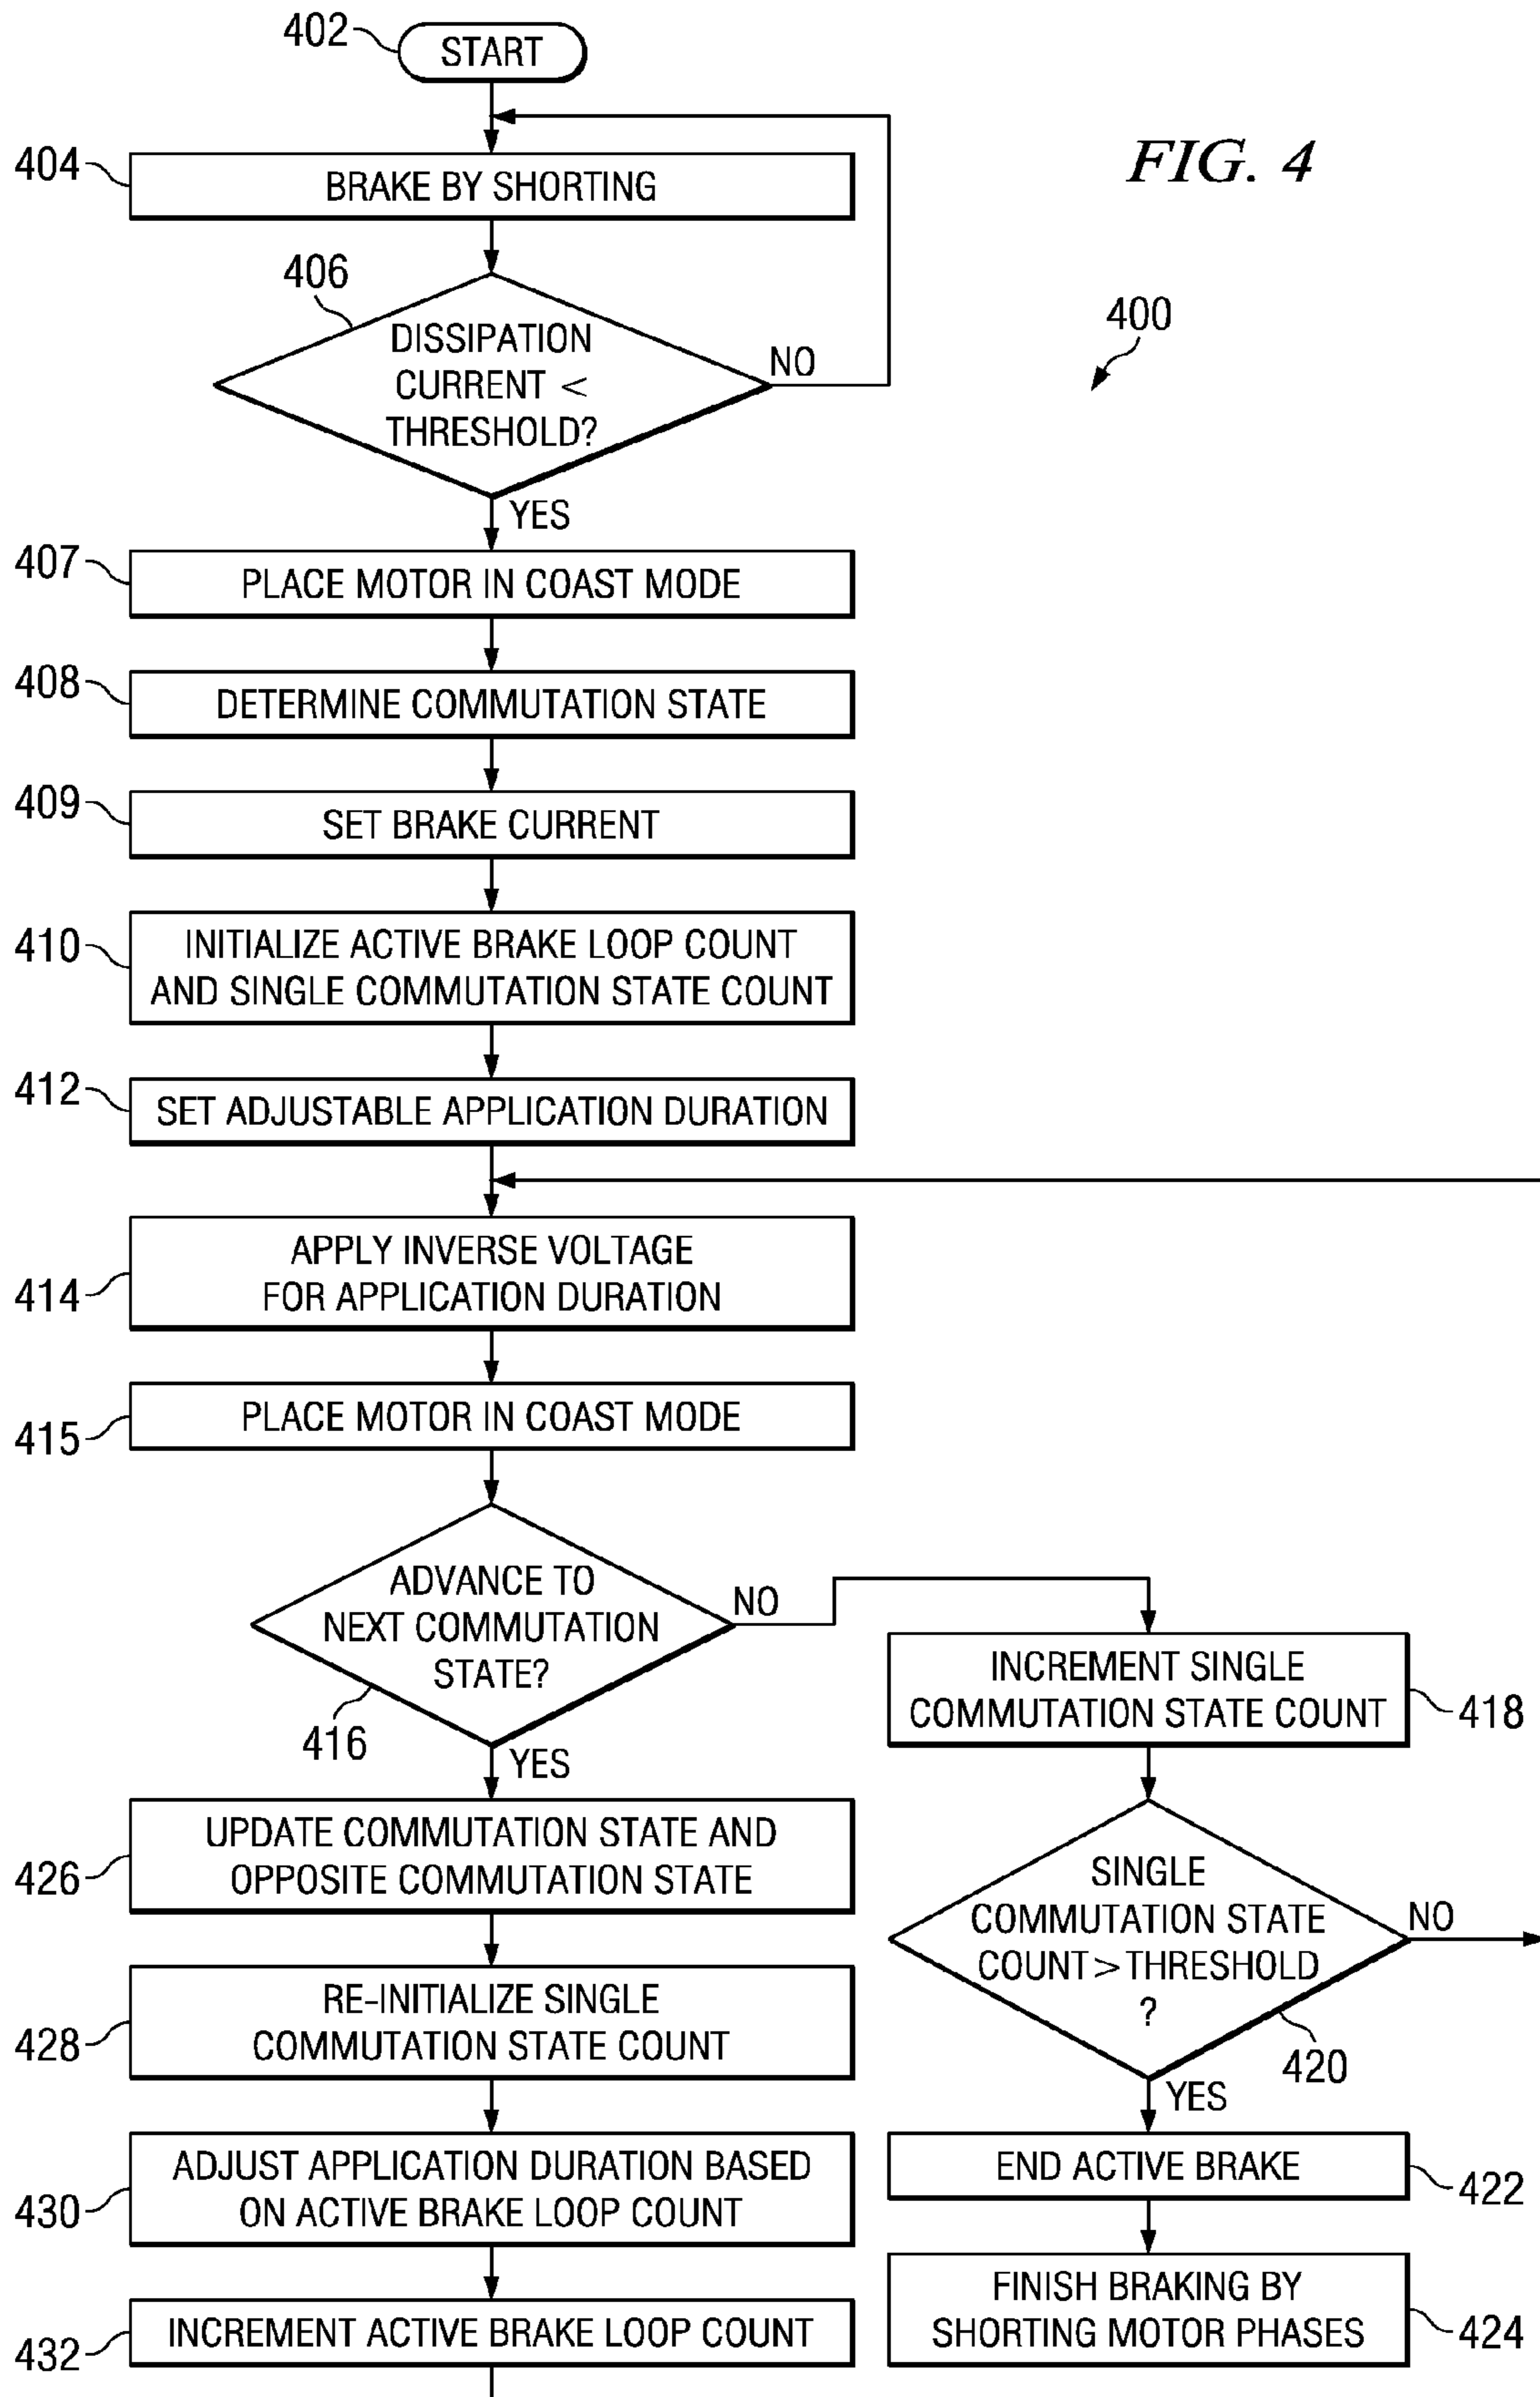 402
START
FIG. 4
404
BRAKE BY SHORTING
406
400
DISSIPATION
CURRENT <
THRESHOLD?
NO
YES
407
PLACE MOTOR IN COAST MODE
408
DETERMINE COMMUTATION STATE
409
SET BRAKE CURRENT
410
INITIALIZE ACTIVE BRAKE LOOP COUNT
AND SINGLE COMMUTATION STATE COUNT
412
SET ADJUSTABLE APPLICATION DURATION
414
APPLY INVERSE VOLTAGE
FOR APPLICATION DURATION
415
PLACE MOTOR IN COAST MODE
ADVANCE TO
NEXT COMMUTATION
STATE?
NO
416
YES
INCREMENT SINGLE
COMMUTATION STATE COUNT
418
426
UPDATE COMMUTATION STATE AND
OPPOSITE COMMUTATION STATE
SINGLE
COMMUTATION STATE
COUNT>THRESHOLD
?
NO
420
YES
428
RE-INITIALIZE SINGLE
COMMUTATION STATE COUNT
430
ADJUST APPLICATION DURATION BASED
ON ACTIVE BRAKE LOOP COUNT
END ACTIVE BRAKE
422
432
INCREMENT ACTIVE BRAKE LOOP COUNT
FINISH BRAKING BY
SHORTING MOTOR PHASES
424